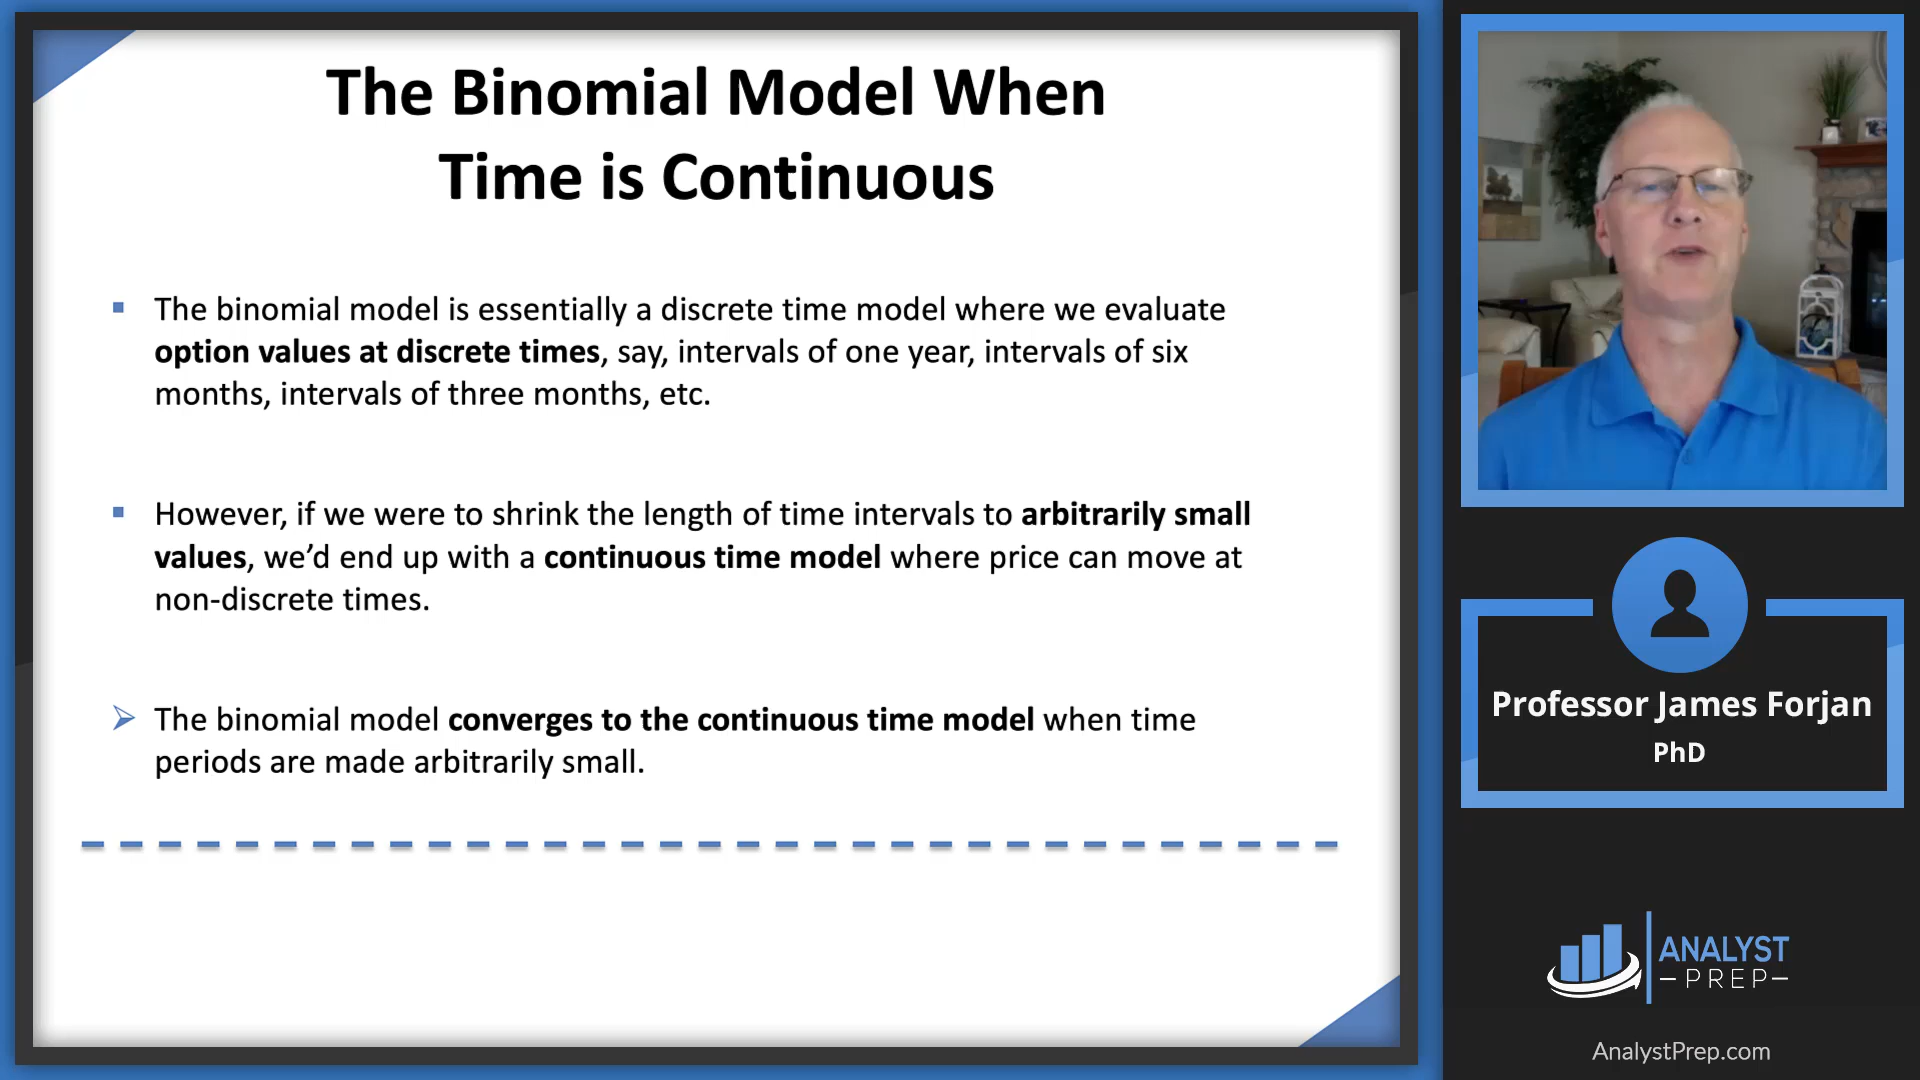 The Binomial Model When
Time is Continuous
The binomial model is essentially a discrete time model where we evaluate
option values at discrete times, say, intervals of one year, intervals of six
months, intervals of three months, etc.
However, if we were to shrink the length of time intervals to arbitrarily small
values, we’d end up with a continuous time model where price can move at
non-discrete times.
The binomial model converges to the continuous time model when time
periods are made arbitrarily small.
Professor James Forjan
PhD
ANALYST
PREP
AnalystPrep.com